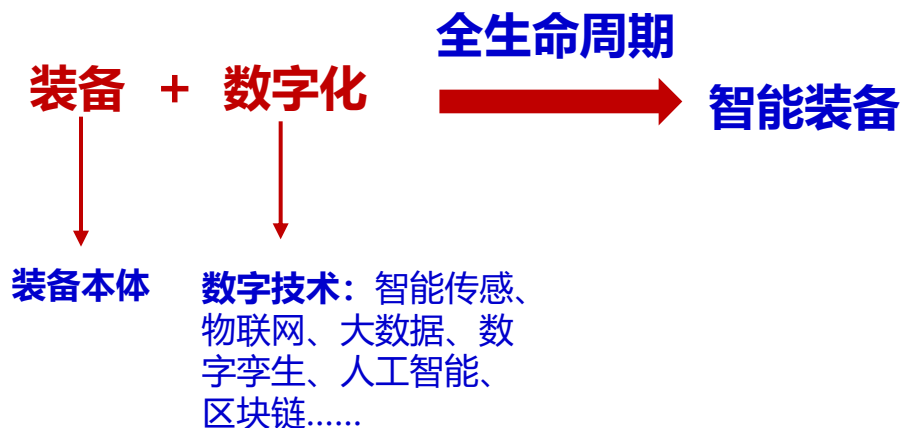 全生命周期
装备 + 数字化
智能装备
装备本体
数字技术：智能传感、
物联网、大数据、数
字孪生、人工智能、
区块链......